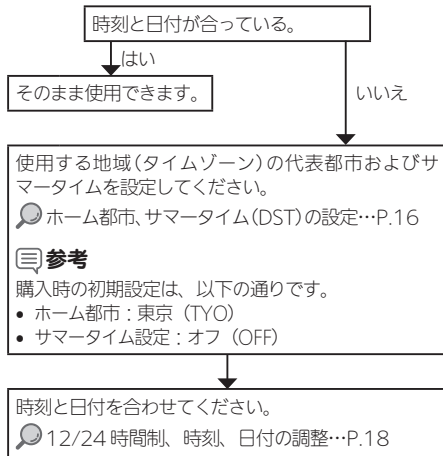 時刻と日付が合っている。
はい
そのまま使用できます。
いいえ
使用する地域（タイムゾーン）の代表都市およびサ
マータイムを設定してください。
ホーム都市、サマータイム（DST）の設定…P.16
参考
購入時の初期設定は、以下の通りです。
• ホーム都市：東京（TYO）
• サマータイム設定：オフ（OFF）
時刻と日付を合わせてください。
12/24 時間制、時刻、日付の調整…P.18